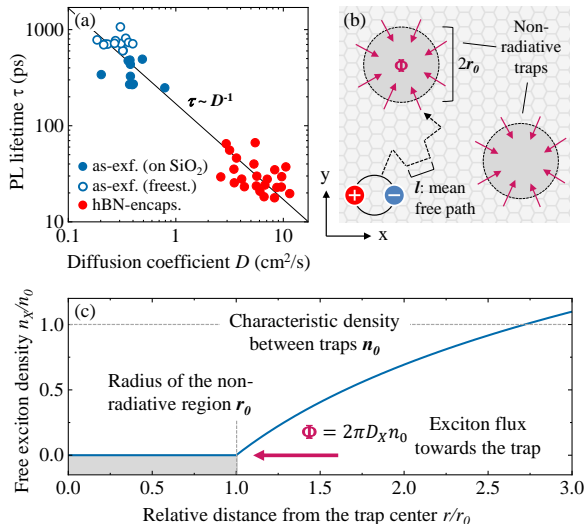 (a)
1000
100
10
0.1
1
10
PL lifetime τ (ps)
τ~ D⁻¹
as-exf. (on SiO₂)
as-exf. (freest.)
hBN-encaps.
Diffusion coefficient D (cm²/s)
(b)
Non-
radiative
traps
Φ
2r₀
l: mean
free path
+
−
y
x
(c)
Free exciton density nX/n₀
1.0
0.5
0.0
Characteristic density
between traps n₀
Radius of the non-
radiative region r₀
Φ = 2πDXn₀
Exciton flux
towards the trap
0.0
0.5
1.0
1.5
2.0
2.5
3.0
Relative distance from the trap center r/r₀